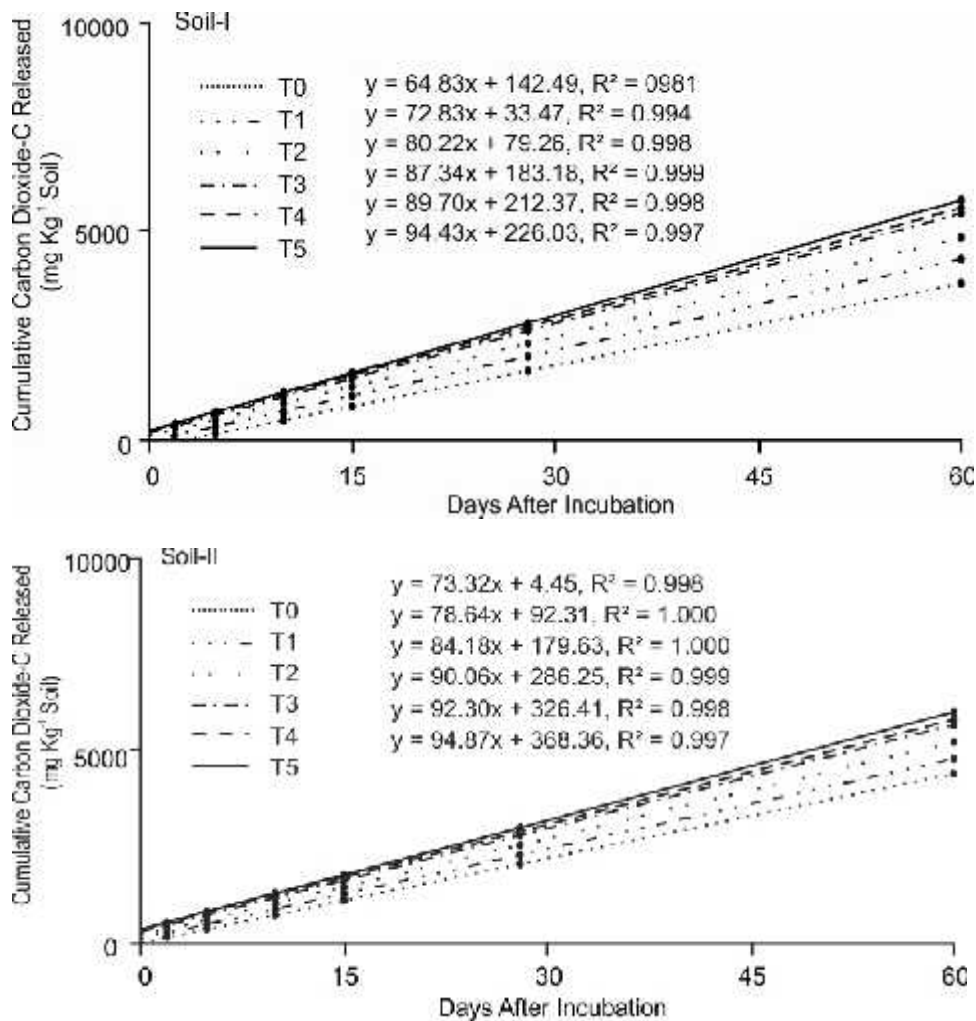 10000
Soil-I
T0 y = 64.83x + 142.49, R² = 0981
T1 y = 72.83x + 33.47, R² = 0.994
T2 y = 80.22x + 79.26, R² = 0.998
T3 y = 87.34x + 183.18, R² = 0.999
T4 y = 89.70x + 212.37, R² = 0.998
T5 y = 94.43x + 226.03, R² = 0.997
5000
0
Cumulative Carbon Dioxide-C Released
(mg Kg⁻¹ Soil)
0 15 30 45 60
Days After Incubation
10000
Soil-II
y = 73.32x + 4.45, R² = 0.998
T0
y = 78.64x + 92.31, R² = 1.000
T1
y = 84.18x + 179.63, R² = 1.000
T2
y = 90.06x + 286.25, R² = 0.999
T3
y = 92.30x + 326.41, R² = 0.998
T4
y = 94.87x + 368.36, R² = 0.997
T5
5000
0
Cumulative Carbon Dioxide-C Released
(mg Kg⁻¹ Soil)
0 15 30 45 60
Days After Incubation